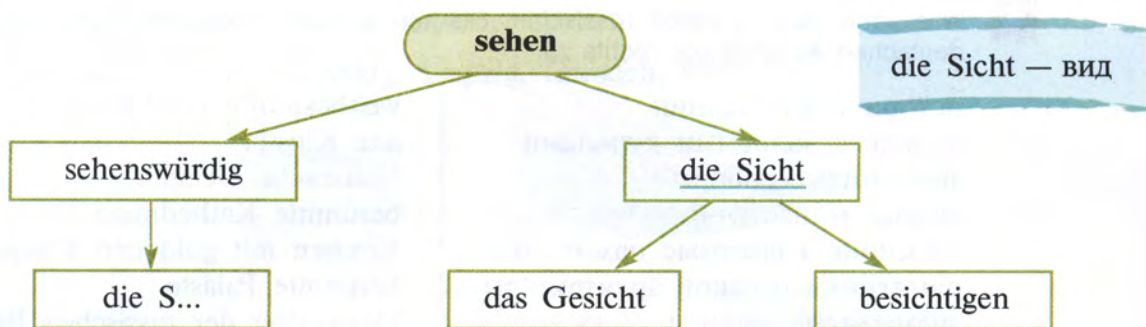 sehen
die Sicht — вид
sehenswürdig
die Sicht
die S...
das Gesicht
besichtigen